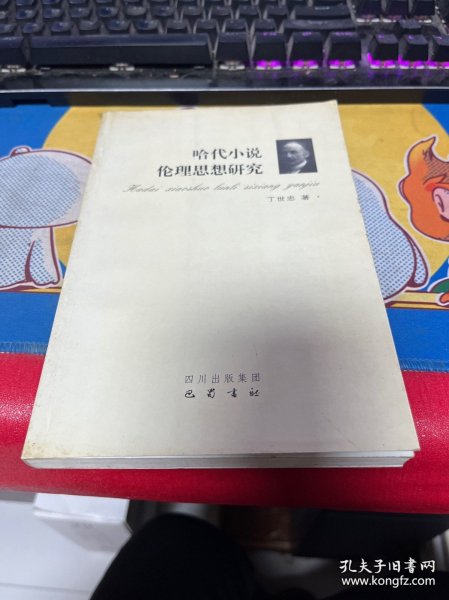 哈代小说
伦理思想研究
Hadai xiaoshuo lunli sixiang yanjiu
丁世忠 著
四川出版集团
巴蜀书社
孔夫子旧书网
www.kongfz.com